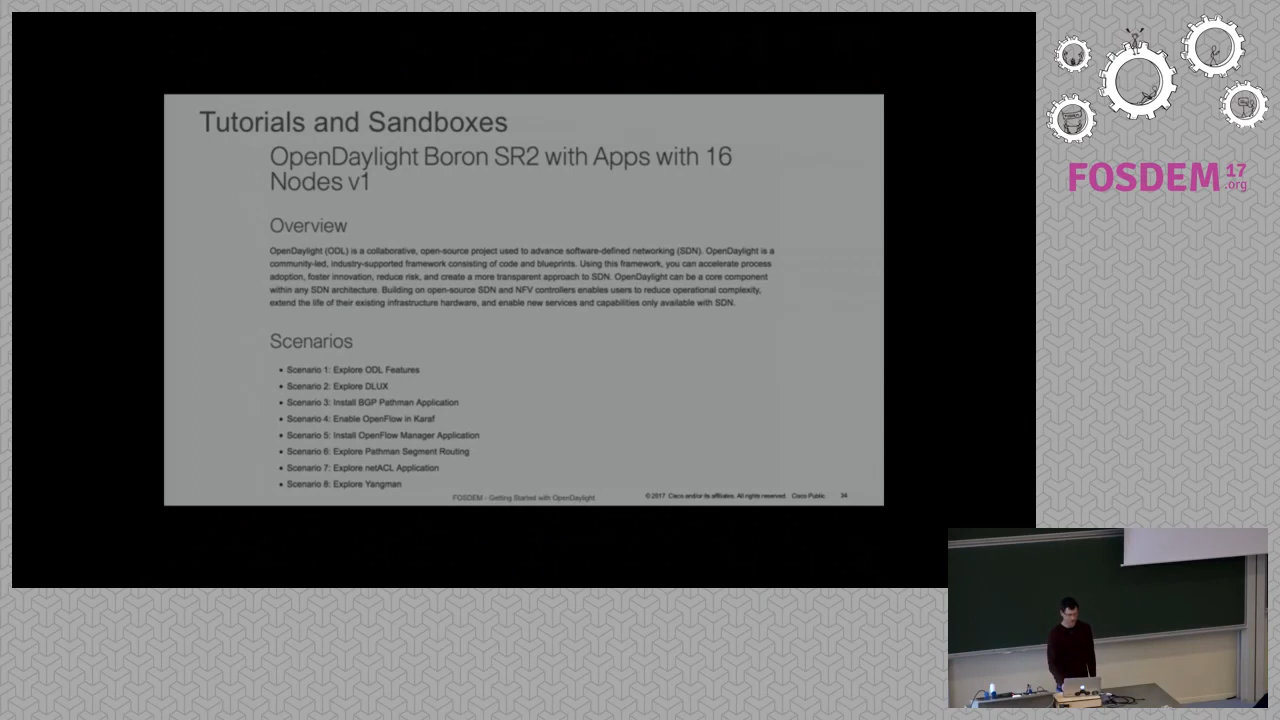 Tutorials and Sandboxes
OpenDaylight Boron SR2 with Apps with 16
Nodes v1
Overview
OpenDaylight (ODL) is a collaborative, open-source project used to advance software-defined networking (SDN). OpenDaylight is a
community-led, industry-supported framework consisting of code and blueprints. Using this framework, you can accelerate process
adoption, foster innovation, reduce risk, and create a more transparent approach to SDN. OpenDaylight can be a core component
within any SDN architecture. Building on open-source SDN and NFV controllers enables users to reduce operational complexity,
extend the life of their existing infrastructure hardware, and enable new services and capabilities only available with SDN.
Scenarios
• Scenario 1: Explore ODL Features
• Scenario 2: Explore DLUX
• Scenario 3: Install BGP Pathman Application
• Scenario 4: Enable OpenFlow in Karaf
• Scenario 5: Install OpenFlow Manager Application
• Scenario 6: Explore Pathman Segment Routing
• Scenario 7: Explore netACL Application
• Scenario 8: Explore Yangman
FOSDEM - Getting Started with OpenDaylight
© 2017 Cisco and/or its affiliates. All rights reserved. Cisco Public 34
FOSDEM 17
.org